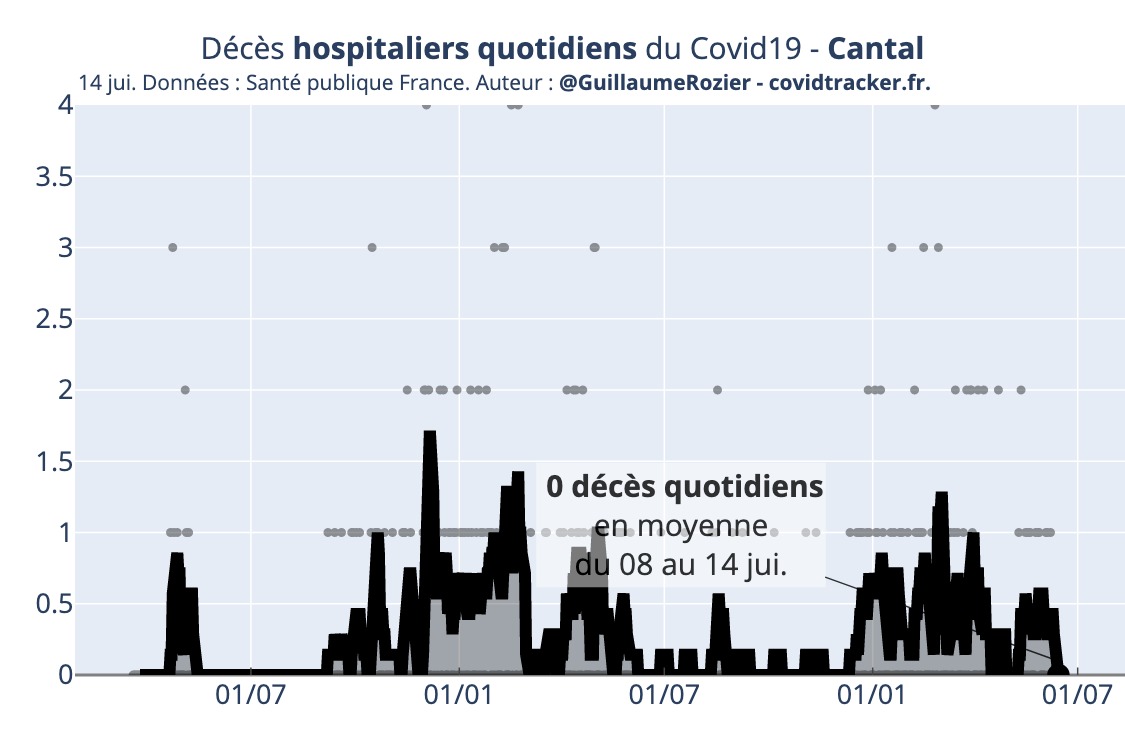 Décès hospitaliers quotidiens du Covid19 - Cantal
14 jui. Données : Santé publique France. Auteur : @GuillaumeRozier - covidtracker.fr.
4
3.5
3
2.5
2
1.5
1
0.5
0
0 décès quotidiens
en moyenne
du 08 au 14 jui.
01/07 01/01 01/07 01/01 01/07